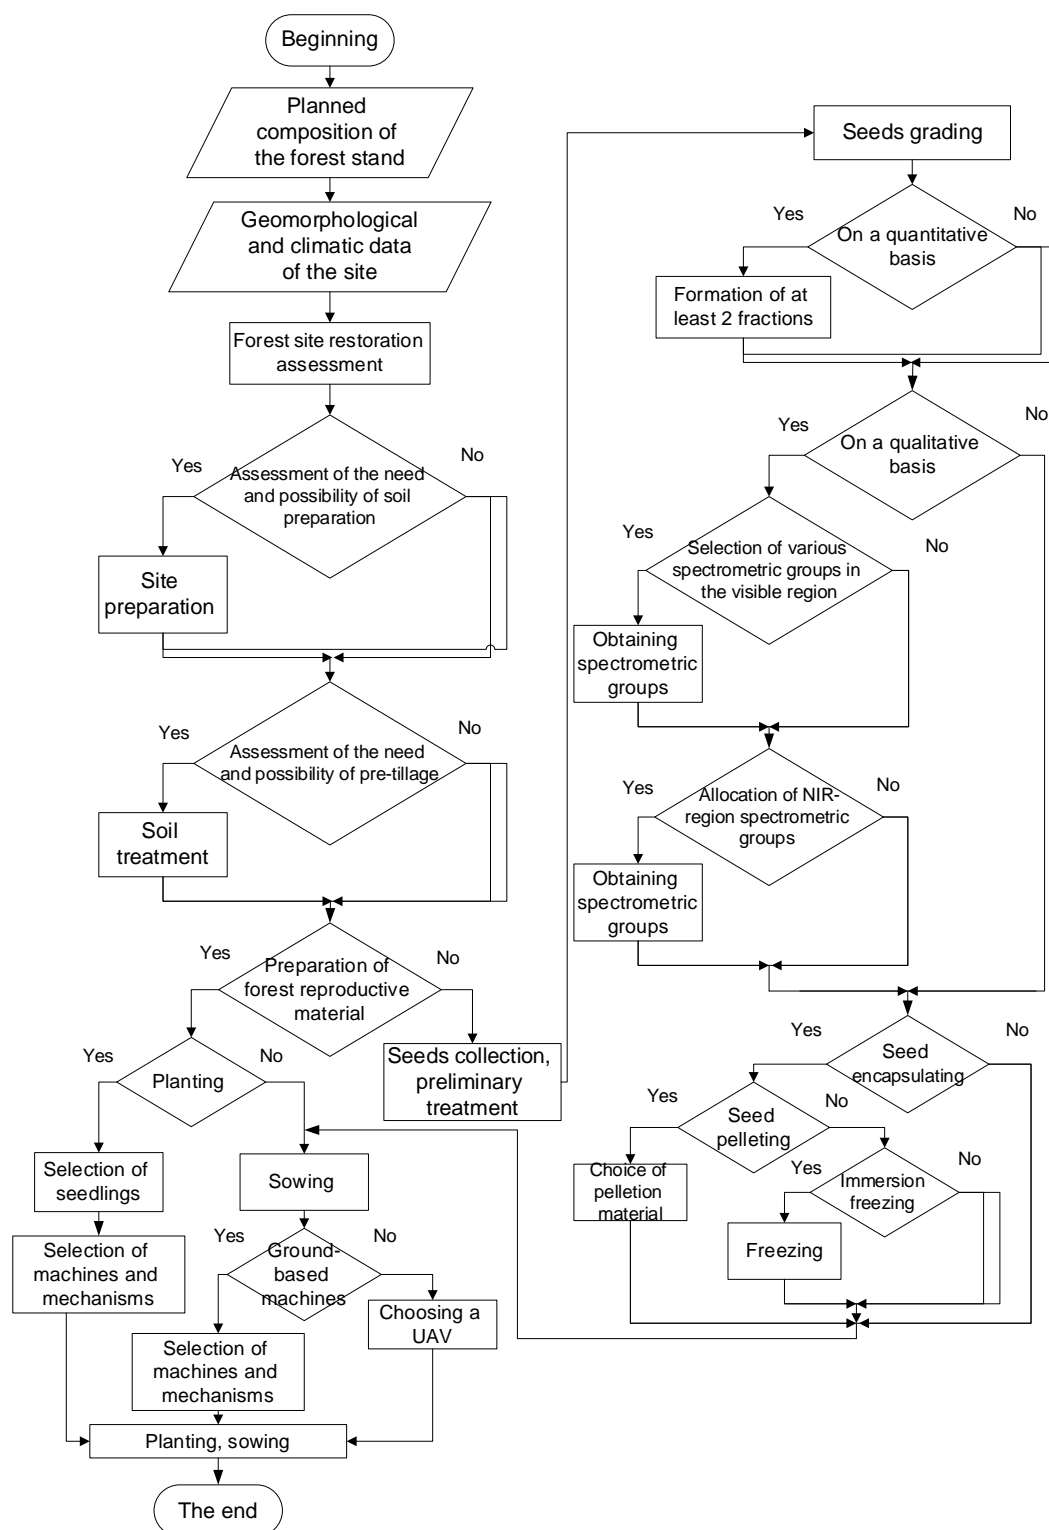 Beginning
Planned
composition of
the forest stand
Geomorphological
and climatic data
of the site
Forest site restoration
assessment
Yes
No
Assessment of the need
and possibility of soil
preparation
Site
preparation
Yes
No
Assessment of the need
and possibility of pre-tillage
Soil
treatment
Yes
No
Preparation of
forest reproductive
material
Seeds collection,
preliminary
treatment
Yes
No
Planting
Selection of
seedlings
Selection of
machines and
mechanisms
Sowing
Yes
No
Ground-
based
machines
Choosing a
UAV
Selection of
machines and
mechanisms
Planting, sowing
The end
Seeds grading
Yes
No
On a quantitative
basis
Formation of at
least 2 fractions
Yes
No
On a qualitative
basis
Yes
No
Selection of various
spectrometric groups in
the visible region
Obtaining
spectrometric
groups
Yes
No
Allocation of NIR-
region spectrometric
groups
Obtaining
spectrometric
groups
Yes
No
Seed
encapsulating
Yes
No
Seed
pelleting
Choice of
pelletion
material
Yes
No
Immersion
freezing
Freezing